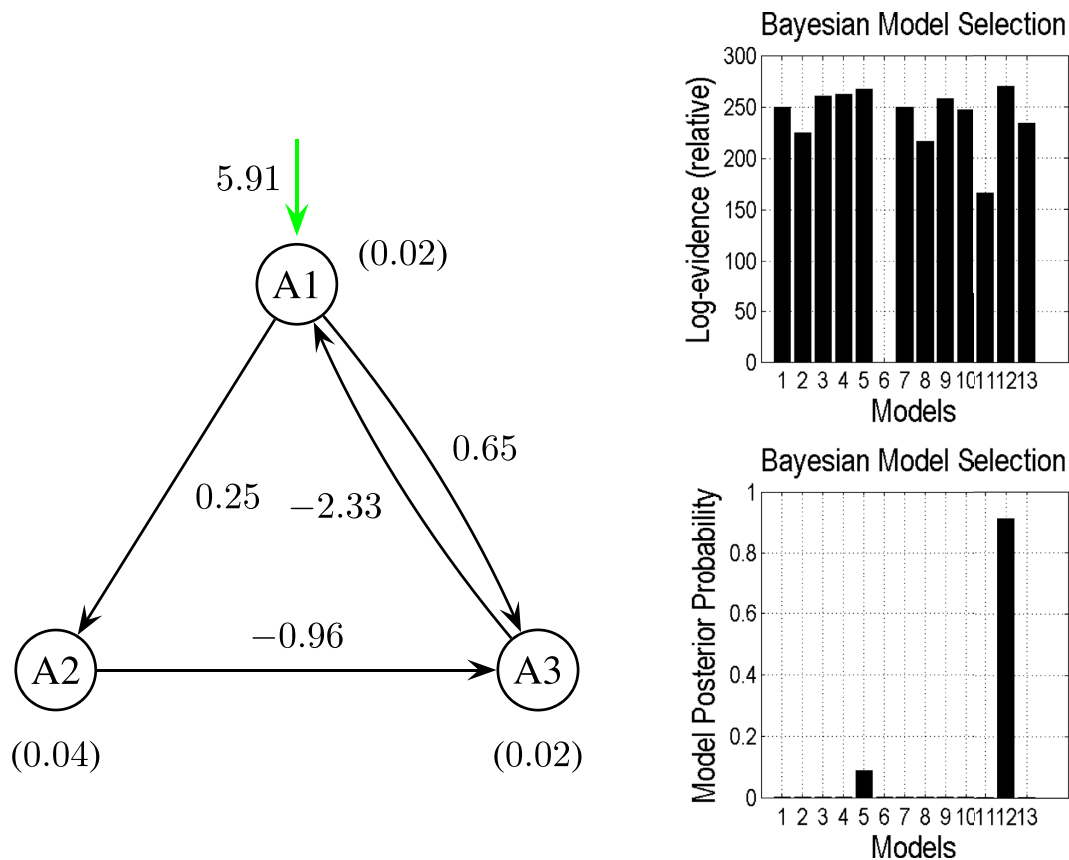 5.91
(0.02)
A1
0.65
0.25
−2.33
−0.96
A2
A3
(0.04)
(0.02)
Bayesian Model Selection
Log-evidence (relative)
300
250
200
150
100
50
0
1 2 3 4 5 6 7 8 9 10 11 12 13
Models
Bayesian Model Selection
Model Posterior Probability
1
0.8
0.6
0.4
0.2
0
1 2 3 4 5 6 7 8 9 10 11 12 13
Models